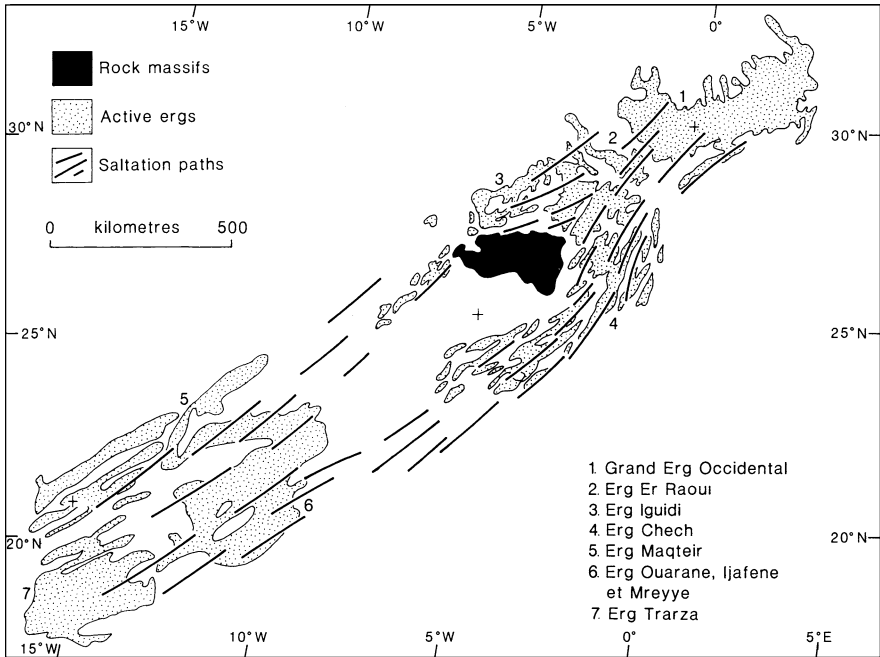 15°W
10°W
5°W
0°
Rock massifs
Active ergs
Saltation paths
0 kilometres 500
30°N
30°N
25°N
25°N
20°N
20°N
1
2
3
4
5
6
7
1. Grand Erg Occidental
2. Erg Er Raoui
3. Erg Iguidi
4. Erg Chech
5. Erg Maqteir
6. Erg Ouarane, Ijafene
et Mreyye
7. Erg Trarza
15°W
10°W
5°W
0°
5°E